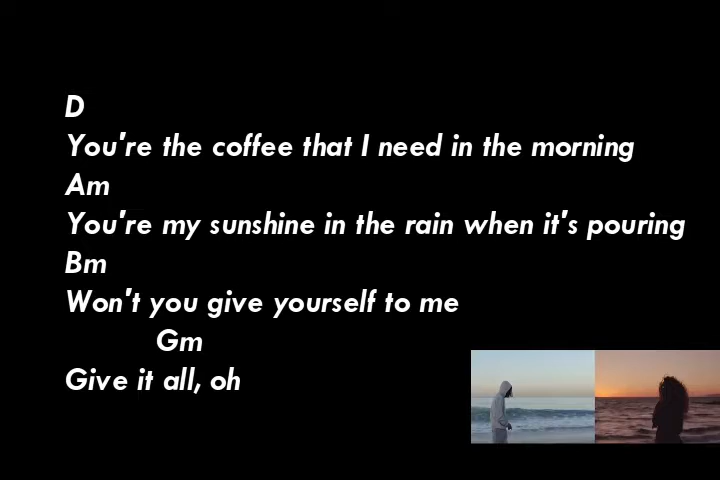 D
You're the coffee that I need in the morning
Am
You're my sunshine in the rain when it's pouring
Bm
Won't you give yourself to me
Gm
Give it all, oh